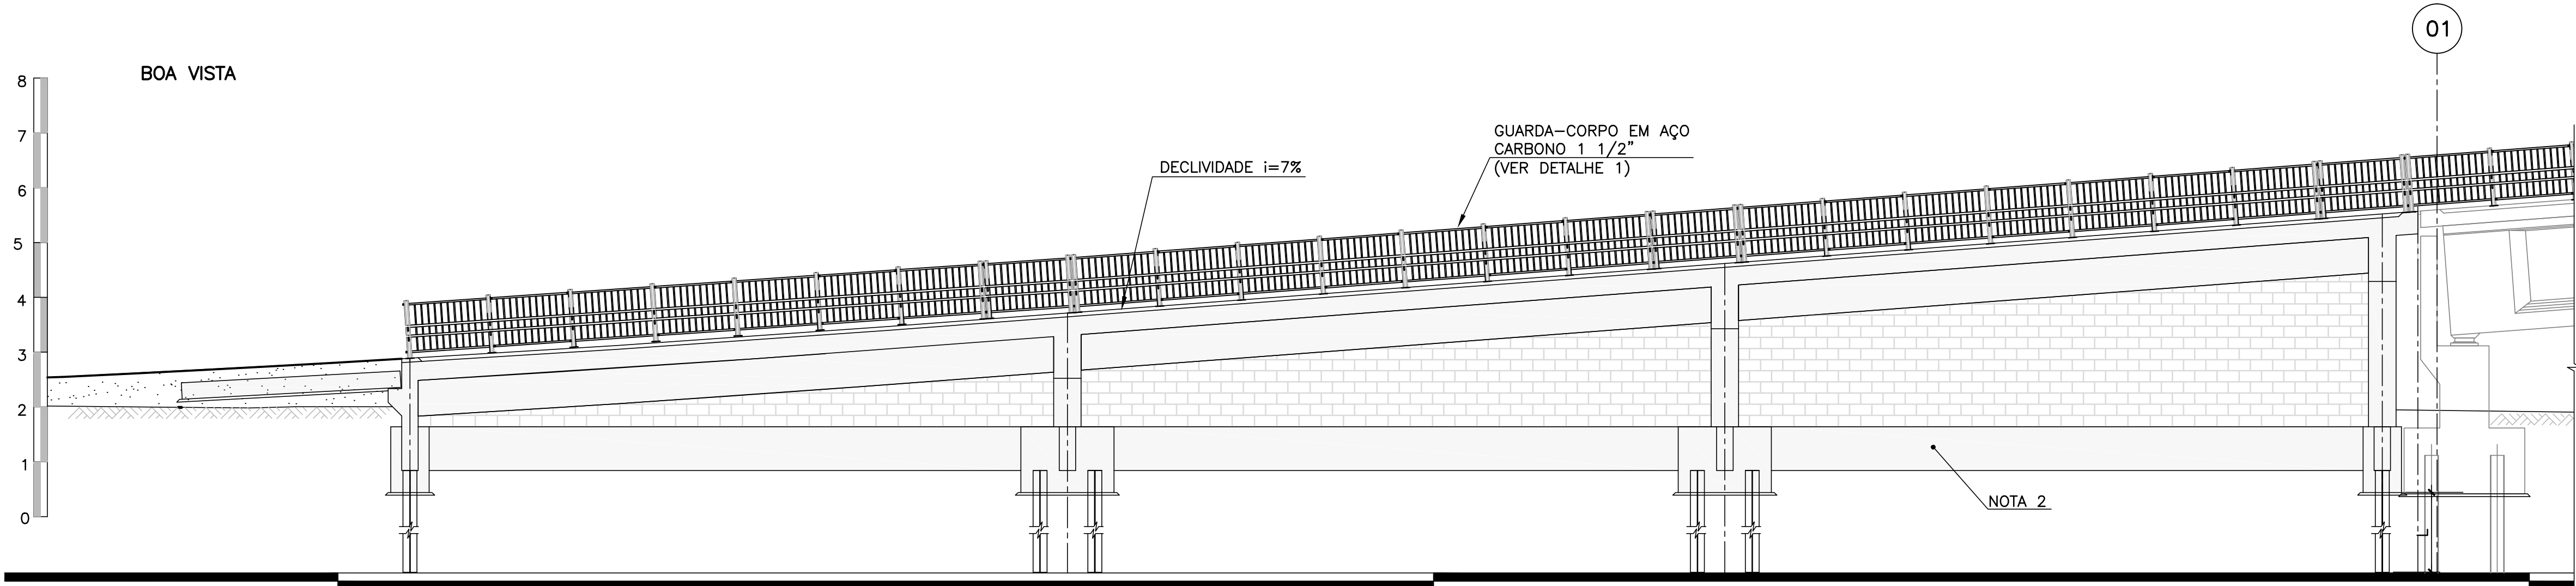 01
BOA VISTA
8
7
6
5
4
3
2
1
0
DECLIVIDADE i=7%
GUARDA-CORPO EM AÇO
CARBONO 1 1/2"
(VER DETALHE 1)
NOTA 2